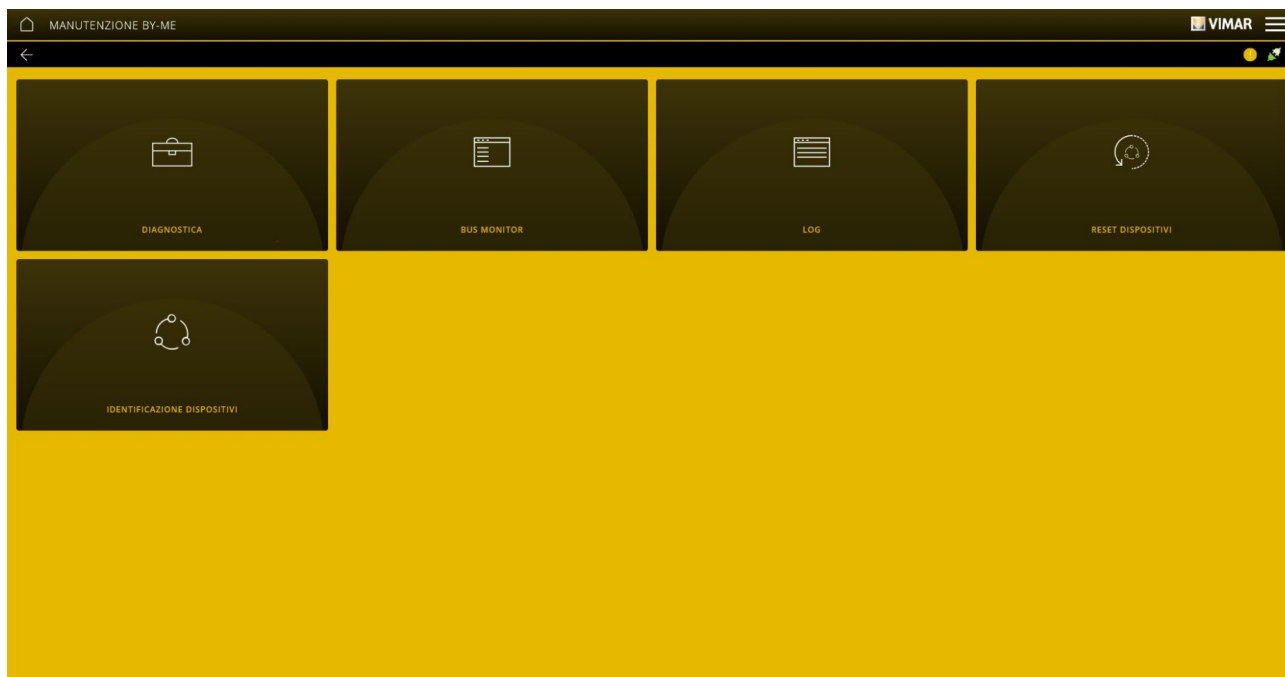 MANUTENZIONE BY-ME
VIMAR
DIAGNOSTICA
BUS MONITOR
LOG
RESET DISPOSITIVI
IDENTIFICAZIONE DISPOSITIVI